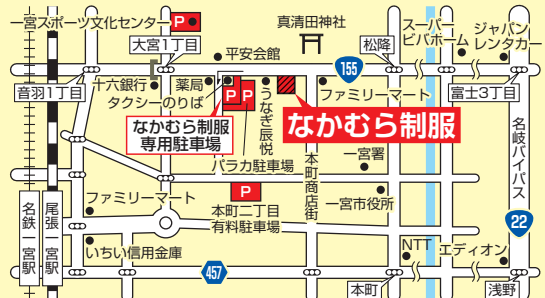 一宮スポーツ文化センター
P
真清田神社
スーパー
ビバホーム
ジャパン
レンタカー
大宮1丁目
平安会館
松降
155
音羽1丁目
十六銀行
タクシーのりば
薬局
P
P
うなぎ辰悦
ファミリーマート
富士3丁目
なかむら制服
専用駐車場
なかむら制服
パラカ駐車場
本町商店街
一宮署
名岐バイパス
P
一宮市役所
ファミリーマート
本町二丁目
有料駐車場
名鉄一宮駅
尾張一宮駅
22
いちい信用金庫
NTT
エディオン
457
本町
浅野